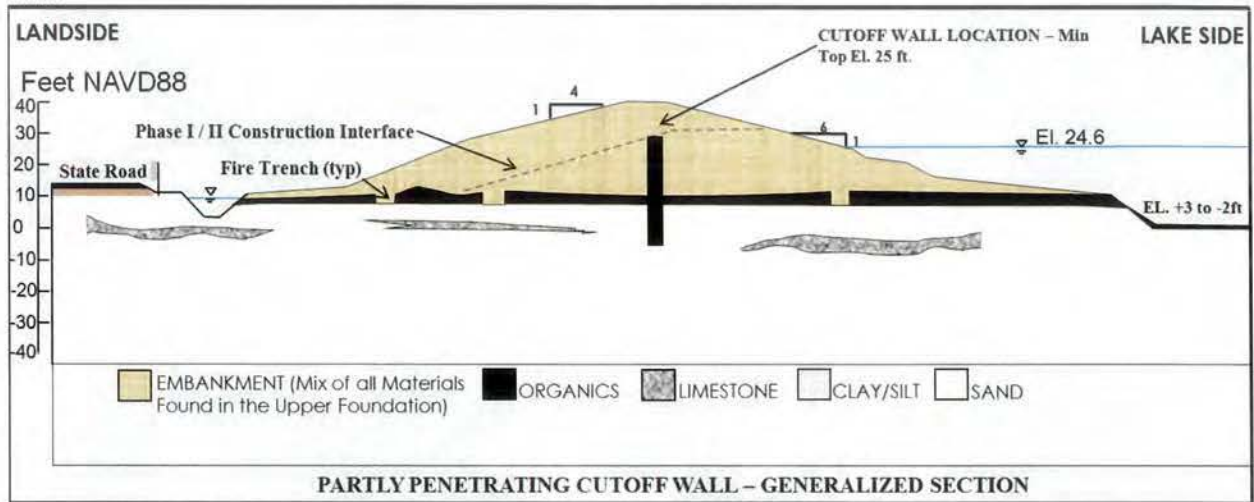 LANDSIDE
CUTOFF WALL LOCATION – Min
Top El. 25 ft.
LAKE SIDE
Feet NAVD88
40
30
20
10
0
-10
-20
-30
-40
4
1
Phase I / II Construction Interface
6
1
El. 24.6
State Road
Fire Trench (typ)
EL. +3 to -2ft
EMBANKMENT (Mix of all Materials
Found in the Upper Foundation)
ORGANICS
LIMESTONE
CLAY/SILT
SAND
PARTLY PENETRATING CUTOFF WALL – GENERALIZED SECTION